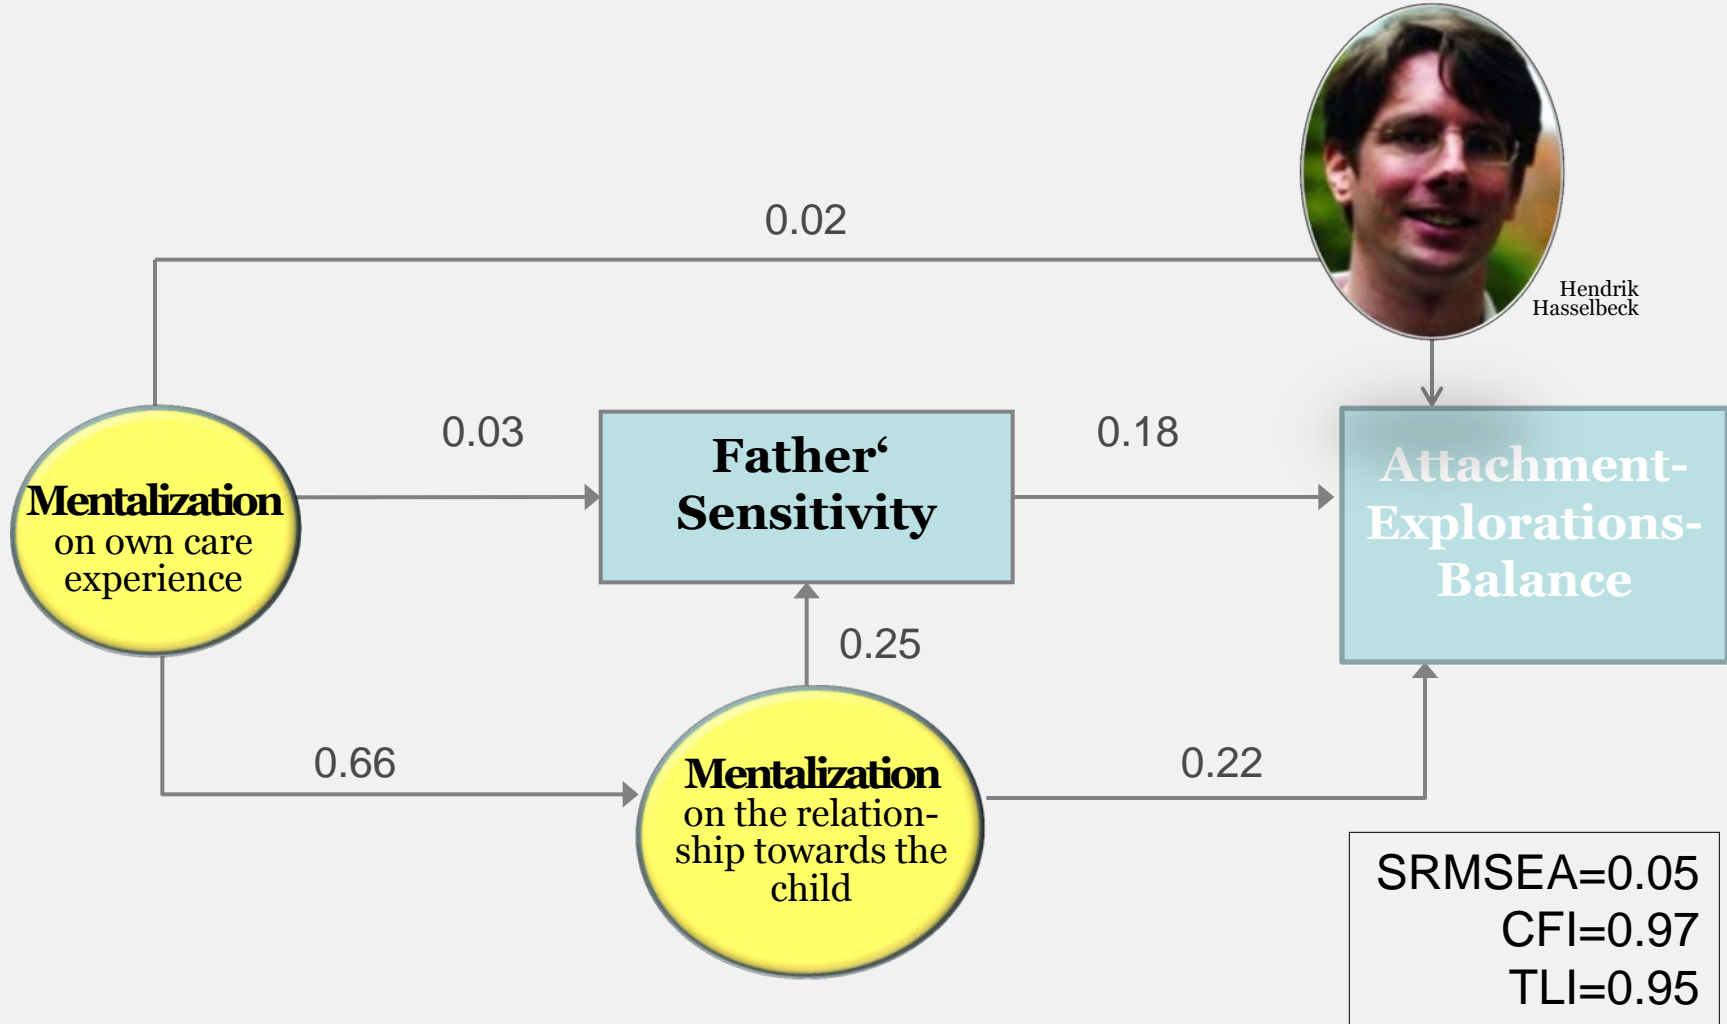 0.02
Hendrik
Hasselbeck
0.03
Father‘
Sensitivity
0.18
Attachment-
Explorations-
Balance
Mentalization
on own care
experience
0.25
0.66
Mentalization
on the relation-
ship towards the
child
0.22
SRMSEA=0.05
CFI=0.97
TLI=0.95